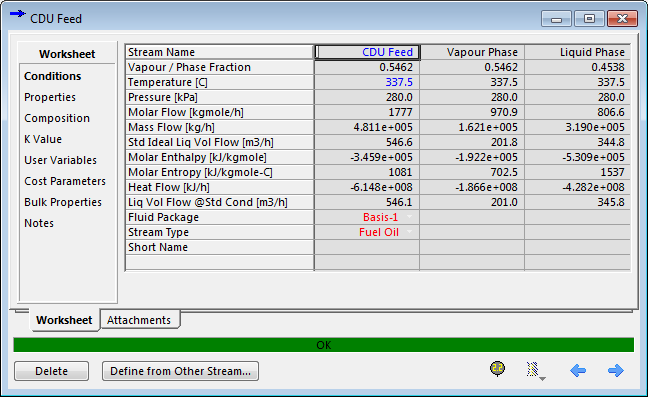 CDU Feed
Worksheet
Conditions
Properties
Composition
K Value
User Variables
Cost Parameters
Bulk Properties
Notes
Stream Name CDU Feed Vapour Phase Liquid Phase
Vapour / Phase Fraction 0.5462 0.5462 0.4538
Temperature [C] 337.5 337.5 337.5
Pressure [kPa] 280.0 280.0 280.0
Molar Flow [kgmole/h] 1777 970.9 806.6
Mass Flow [kg/h] 4.811e+005 1.621e+005 3.190e+005
Std Ideal Liq Vol Flow [m3/h] 546.6 201.8 344.8
Molar Enthalpy [kJ/kgmole] -3.459e+005 -1.922e+005 -5.309e+005
Molar Entropy [kJ/kgmole-C] 1081 702.5 1537
Heat Flow [kJ/h] -6.148e+008 -1.866e+008 -4.282e+008
Liq Vol Flow @Std Cond [m3/h] 546.1 201.0 345.8
Fluid Package Basis-1
Stream Type Fuel Oil
Short Name
Worksheet Attachments
OK
Delete Define from Other Stream...